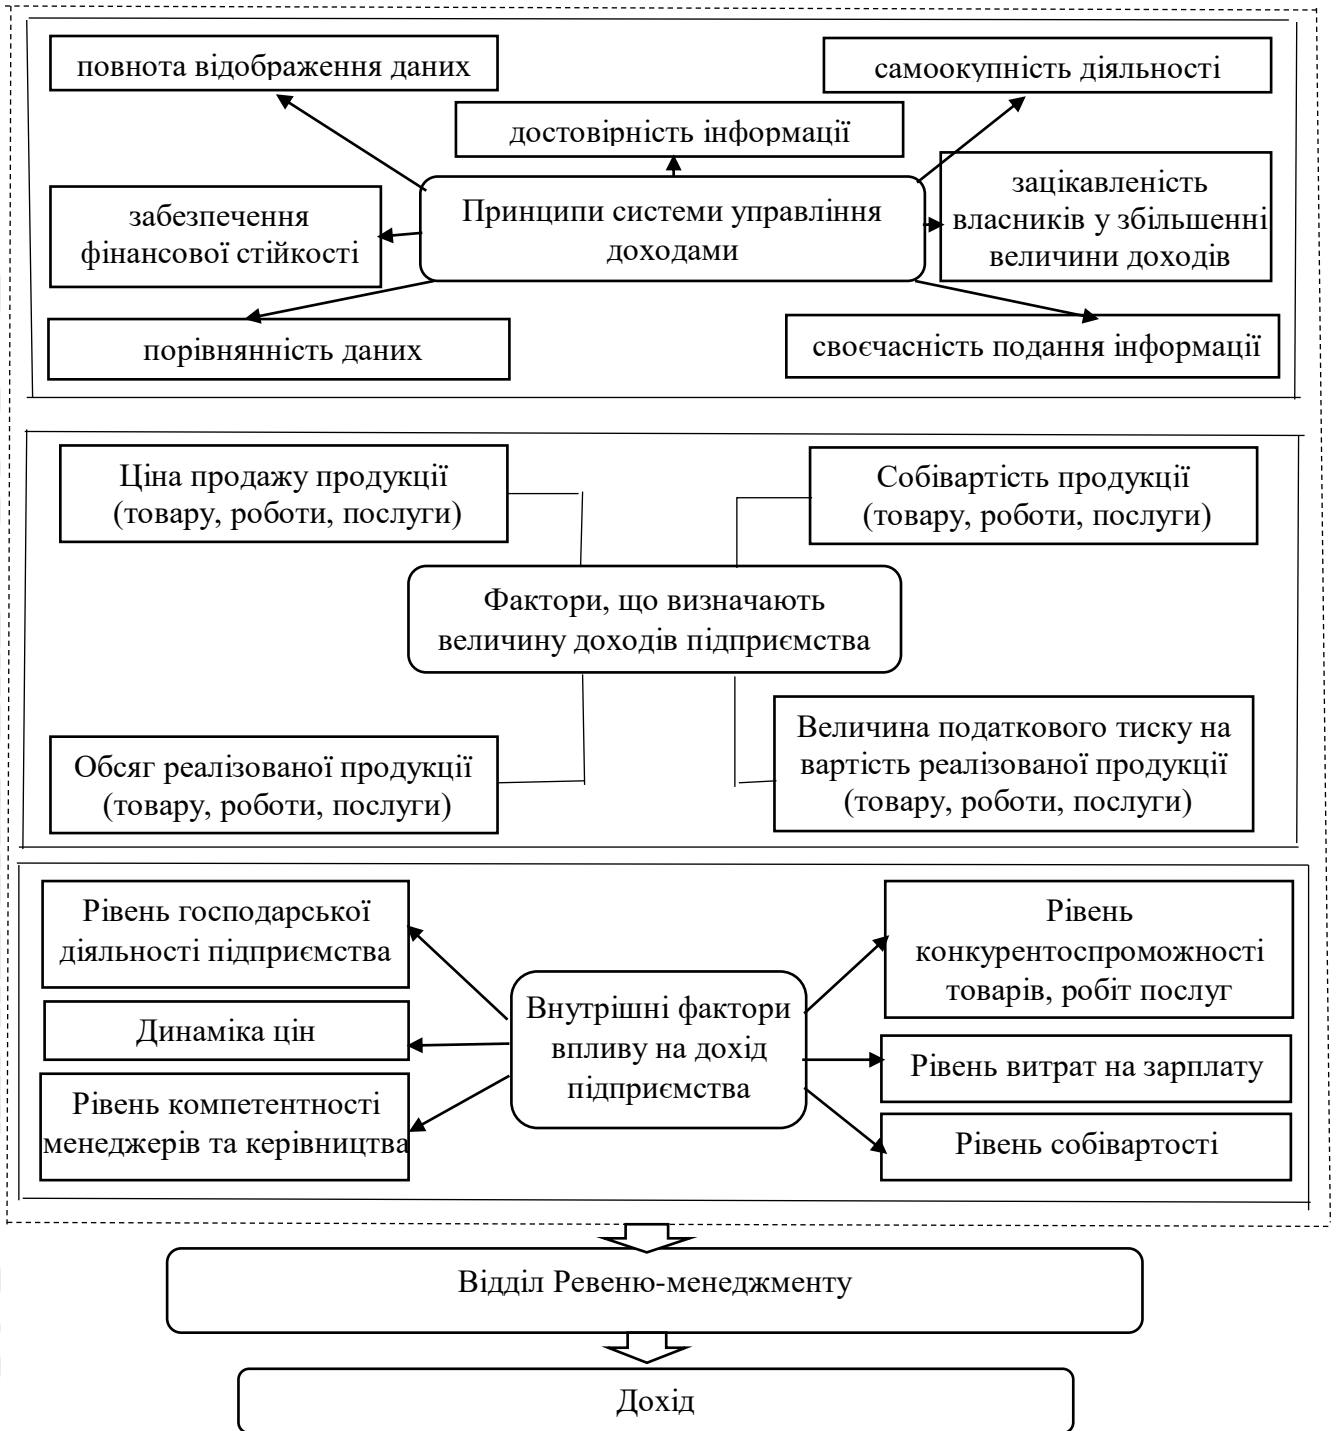 повнота відображення даних
самоокупність діяльності
достовірність інформації
забезпечення
фінансової стійкості
Принципи системи управління
доходами
зацікавленість
власників у збільшенні
величини доходів
порівнянність даних
своєчасність подання інформації
Ціна продажу продукції
(товару, роботи, послуги)
Собівартість продукції
(товару, роботи, послуги)
Фактори, що визначають
величину доходів підприємства
Обсяг реалізованої продукції
(товару, роботи, послуги)
Величина податкового тиску на
вартість реалізованої продукції
(товару, роботи, послуги)
Рівень господарської
діяльності підприємства
Динаміка цін
Рівень компетентності
менеджерів та керівництва
Внутрішні фактори
впливу на дохід
підприємства
Рівень
конкурентоспроможності
товарів, робіт послуг
Рівень витрат на зарплату
Рівень собівартості
Відділ Ревеню-менеджменту
Дохід